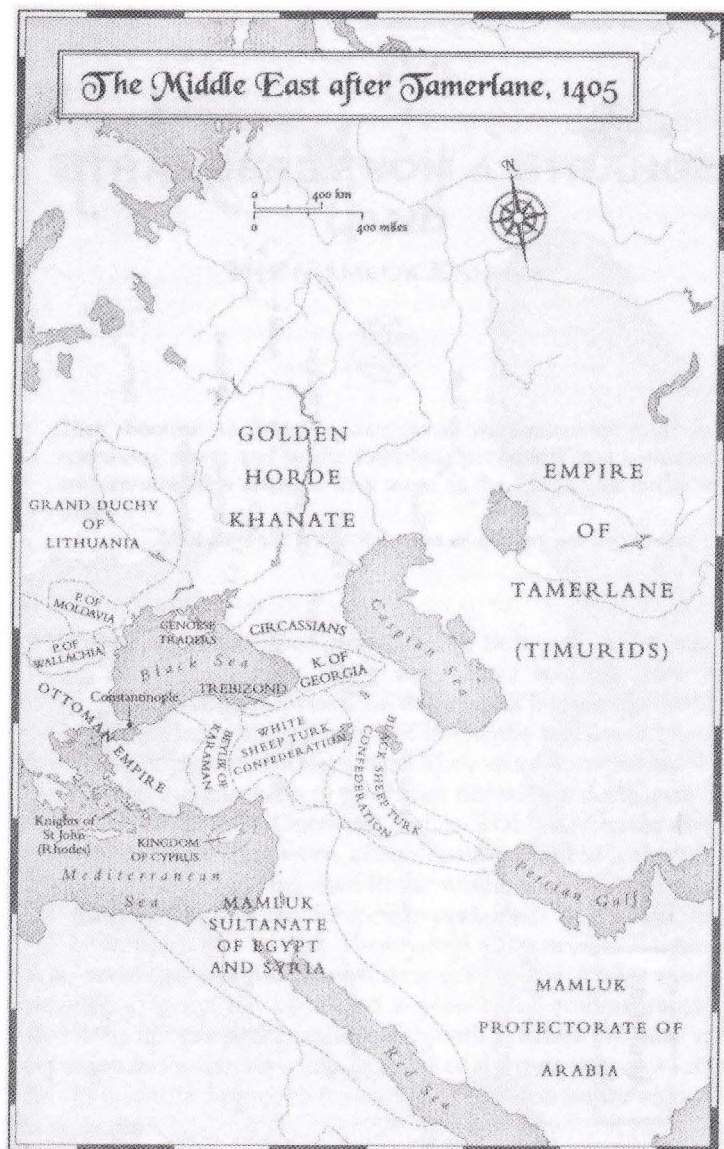 The Middle East after Tamerlane, 1405
N
0 400 km
0 400 miles
GOLDEN
HORDE
KHANATE
EMPIRE
OF
TAMERLANE
(TIMURIDS)
GRAND DUCHY
OF
LITHUANIA
P. OF
MOLDAVIA
P. OF
WALLACHIA
GENOESE
TRADERS
Black Sea
CIRCASSIANS
Caspian Sea
K. OF
GEORGIA
TREBIZOND
Constantinople
OTTOMAN EMPIRE
BEYLIK OF
KARAMAN
WHITE
SHEEP TURK
CONFEDERATION
BLACK SHEEP TURK
CONFEDERATION
Knights of
St John
(Rhodes)
KINGDOM
OF CYPRUS
Mediterranean
Sea
MAMLUK
SULTANATE
OF EGYPT
AND SYRIA
Persian Gulf
Red Sea
MAMLUK
PROTECTORATE OF
ARABIA